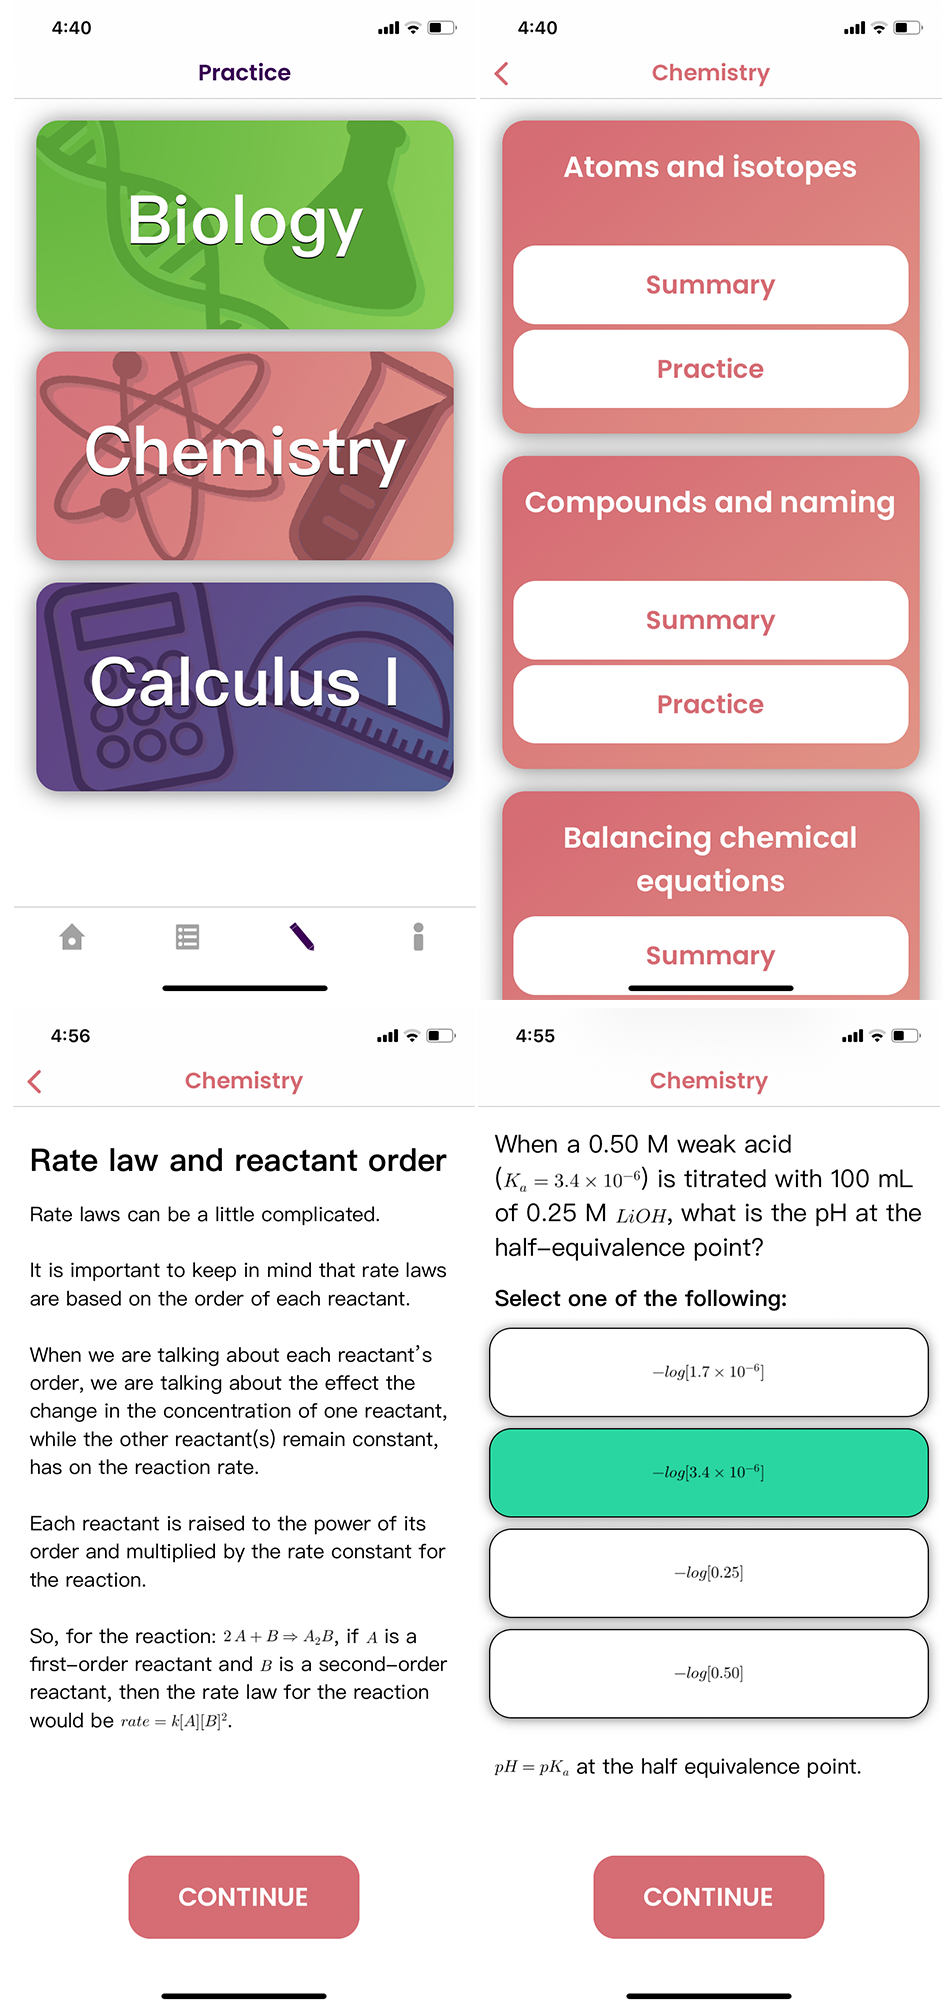 4:40
Practice
Biology
Chemistry
Calculus I
4:40
Chemistry
Atoms and isotopes
Summary
Practice
Compounds and naming
Summary
Practice
Balancing chemical
equations
Summary
4:56
Chemistry
Rate law and reactant order
Rate laws can be a little complicated.
It is important to keep in mind that rate laws
are based on the order of each reactant.
When we are talking about each reactant's
order, we are talking about the effect the
change in the concentration of one reactant,
while the other reactant(s) remain constant,
has on the reaction rate.
Each reactant is raised to the power of its
order and multiplied by the rate constant for
the reaction.
So, for the reaction: 2A + B ⇒ A₂B, if A is a
first-order reactant and B is a second-order
reactant, then the rate law for the reaction
would be rate = k[A][B]².
CONTINUE
4:55
Chemistry
When a 0.50 M weak acid
(Kₐ = 3.4 × 10⁻⁶) is titrated with 100 mL
of 0.25 M LiOH, what is the pH at the
half-equivalence point?
Select one of the following:
−log[1.7 × 10⁻⁶]
−log[3.4 × 10⁻⁶]
−log[0.25]
−log[0.50]
pH = pKₐ at the half equivalence point.
CONTINUE